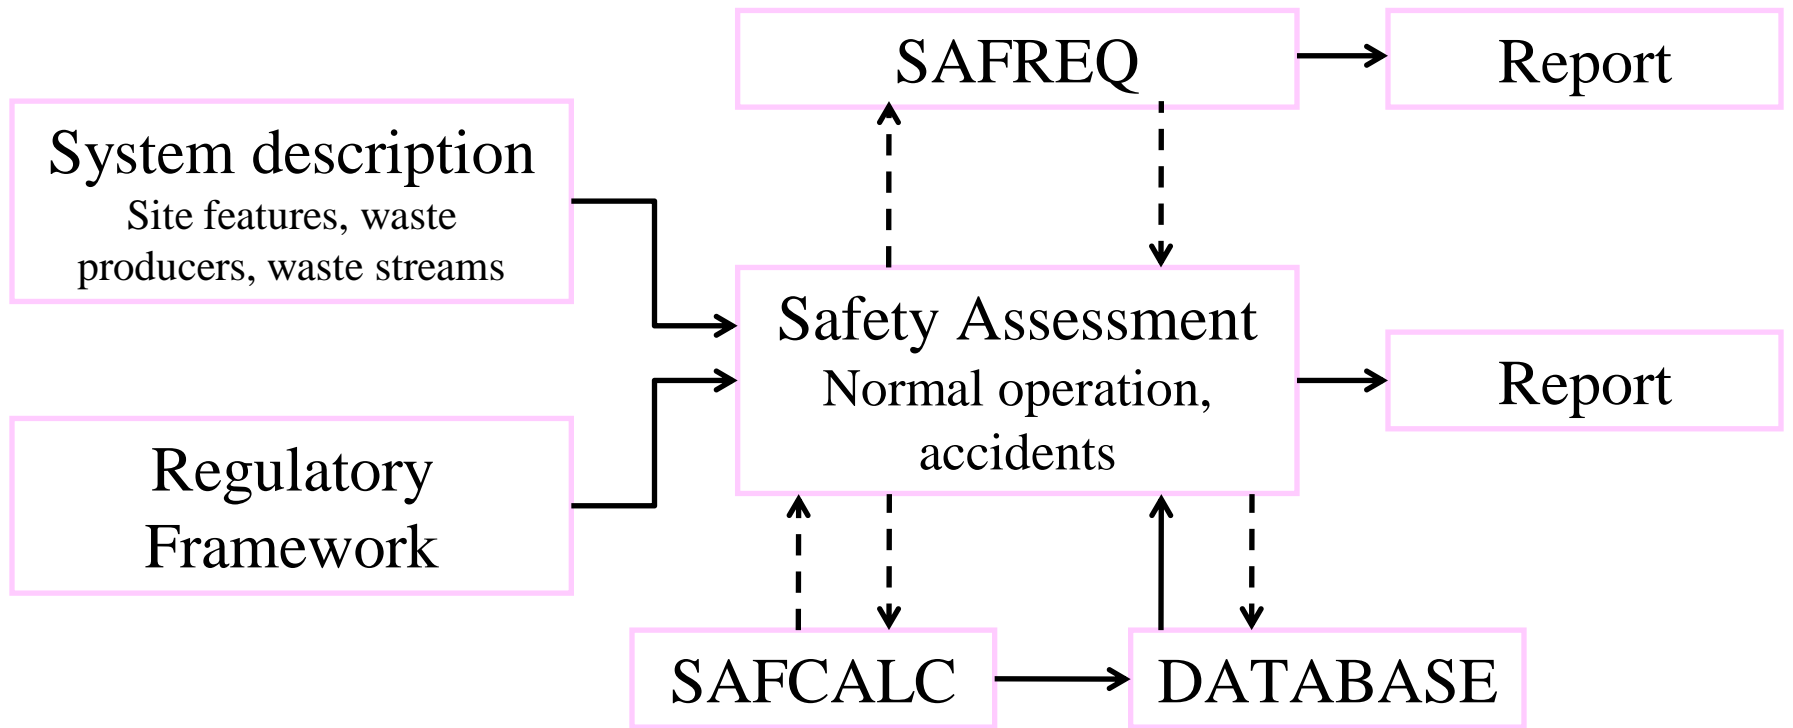 SAFREQ
Report
System description
Site features, waste
producers, waste streams
Safety Assessment
Normal operation,
accidents
Report
Regulatory
Framework
SAFCALC
DATABASE